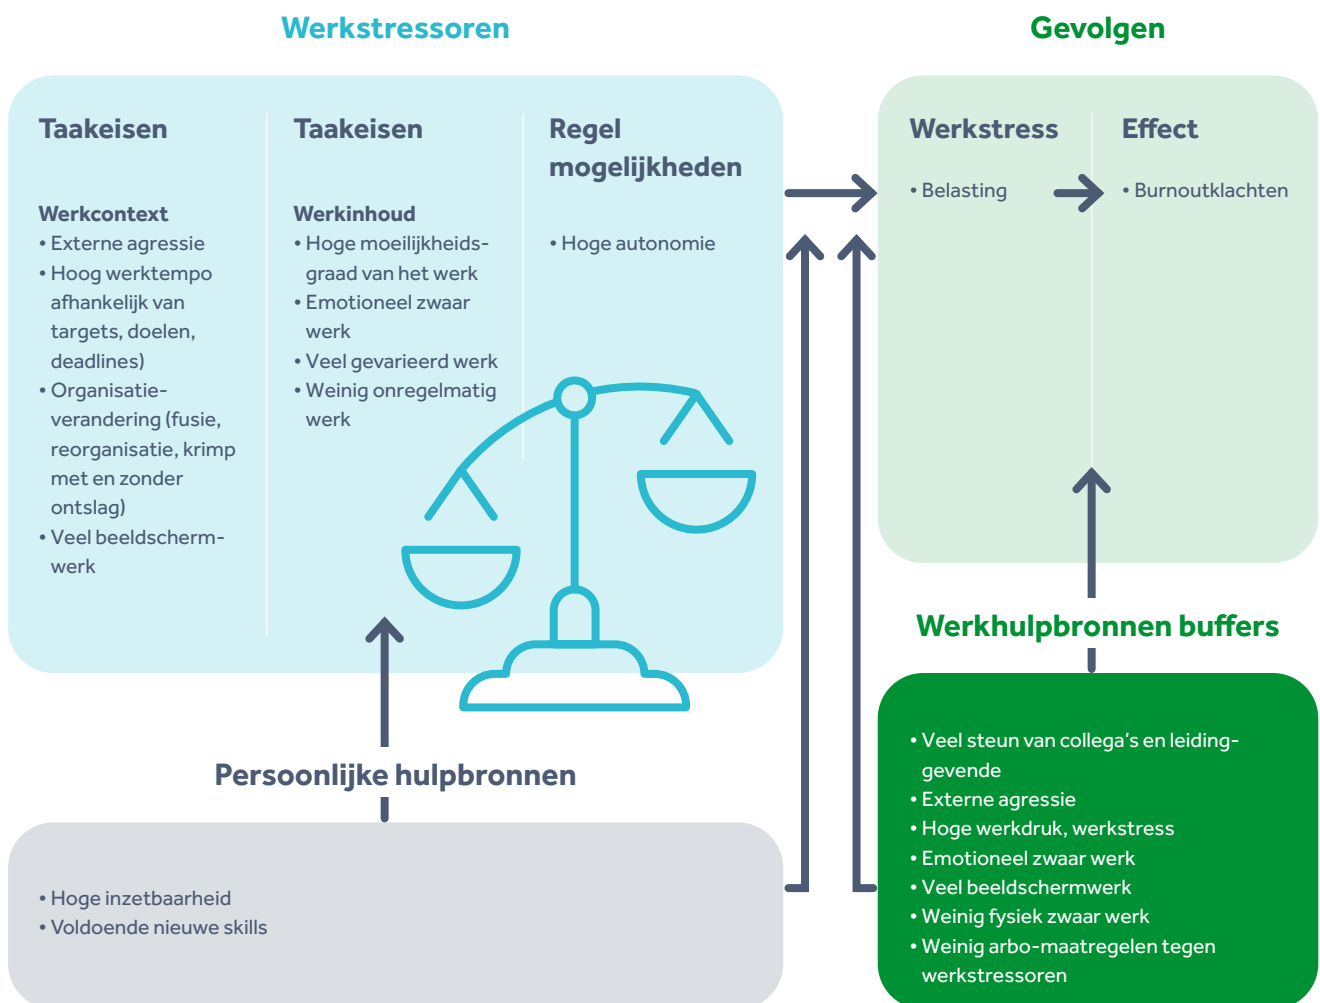 Werkstressoren
Taakeisen
Werkcontext
• Externe agressie
• Hoog werktempo
afhankelijk van
targets, doelen,
deadlines)
• Organisatie-
verandering (fusie,
reorganisatie, krimp
met en zonder
ontslag)
• Veel beeldscherm-
werk
Taakeisen
Werkinhoud
• Hoge moeilijkheids-
graad van het werk
• Emotioneel zwaar
werk
• Veel gevarieerd werk
• Weinig onregelmatig
werk
Regel
mogelijkheden
• Hoge autonomie
Gevolgen
Werkstress
• Belasting
Effect
• Burnoutklachten
Persoonlijke hulpbronnen
• Hoge inzetbaarheid
• Voldoende nieuwe skills
Werkhulpbronnen buffers
• Veel steun van collega's en leiding-
gevende
• Externe agressie
• Hoge werkdruk, werkstress
• Emotioneel zwaar werk
• Veel beeldschermwerk
• Weinig fysiek zwaar werk
• Weinig arbo-maatregelen tegen
werkstressoren